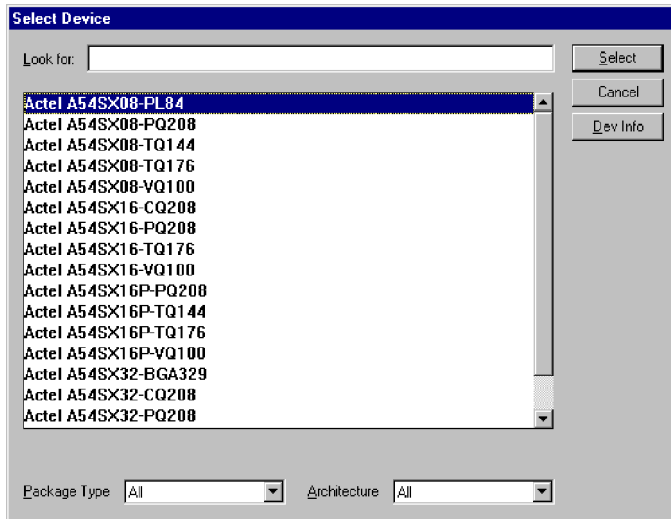 Select Device
Look for:
Select
Cancel
Dev Info
Actel A54SX08-PL84
Actel A54SX08-PQ208
Actel A54SX08-TQ144
Actel A54SX08-TQ176
Actel A54SX08-VQ100
Actel A54SX16-CQ208
Actel A54SX16-PQ208
Actel A54SX16-TQ176
Actel A54SX16-VQ100
Actel A54SX16P-PQ208
Actel A54SX16P-TQ144
Actel A54SX16P-TQ176
Actel A54SX16P-VQ100
Actel A54SX32-BGA329
Actel A54SX32-CQ208
Actel A54SX32-PQ208
Package Type All Architecture All